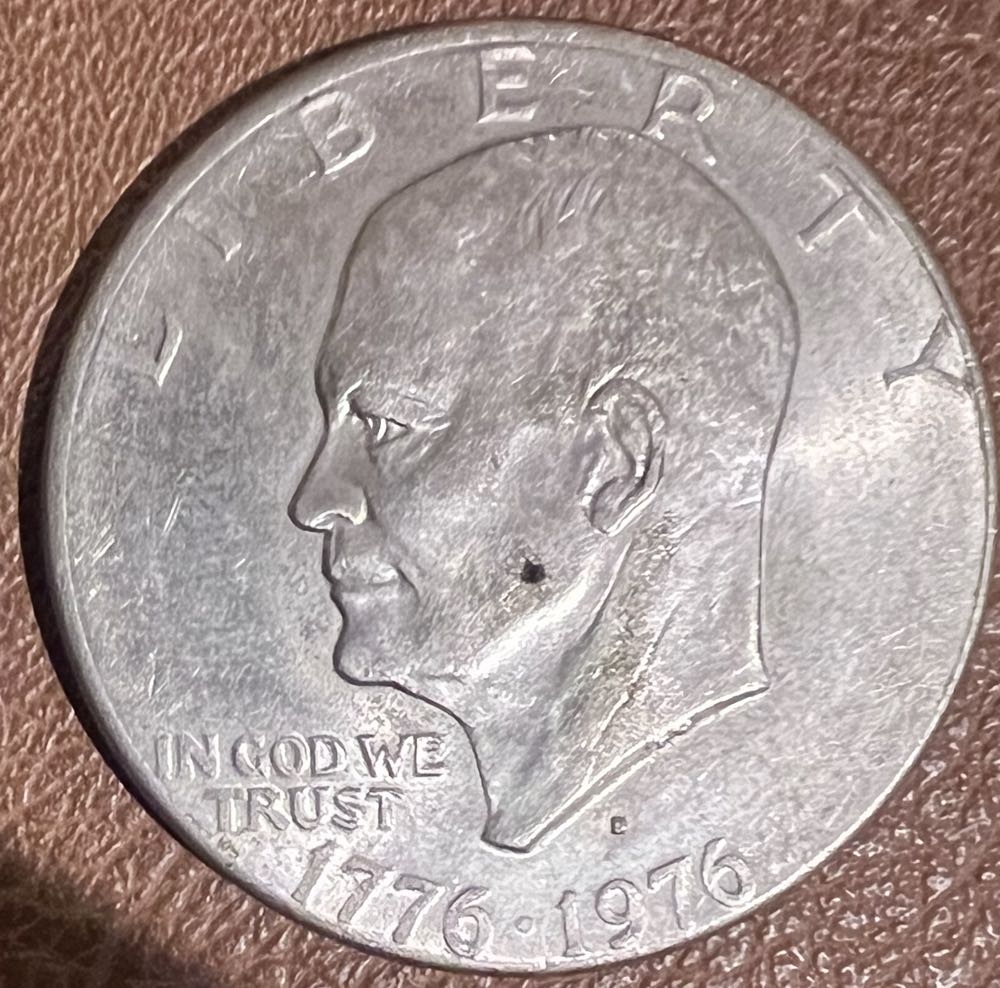 LIBERTY
IN GOD WE
TRUST
1776 · 1976
D